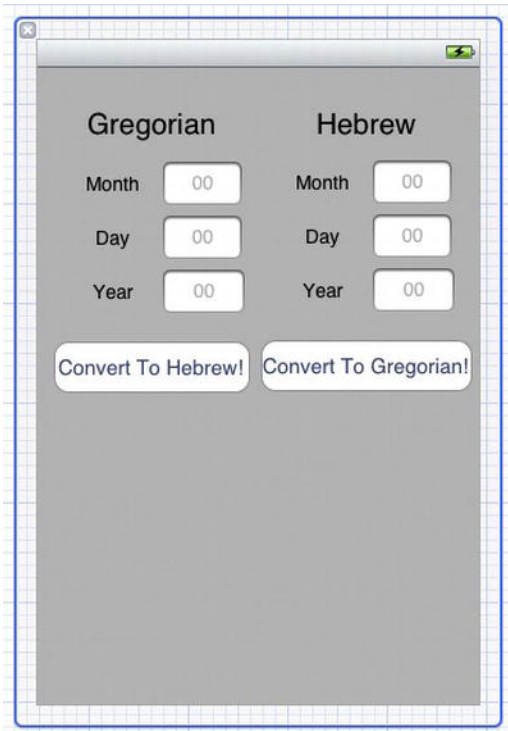 Gregorian Hebrew
Month 00 Month 00
Day 00 Day 00
Year 00 Year 00
Convert To Hebrew! Convert To Gregorian!